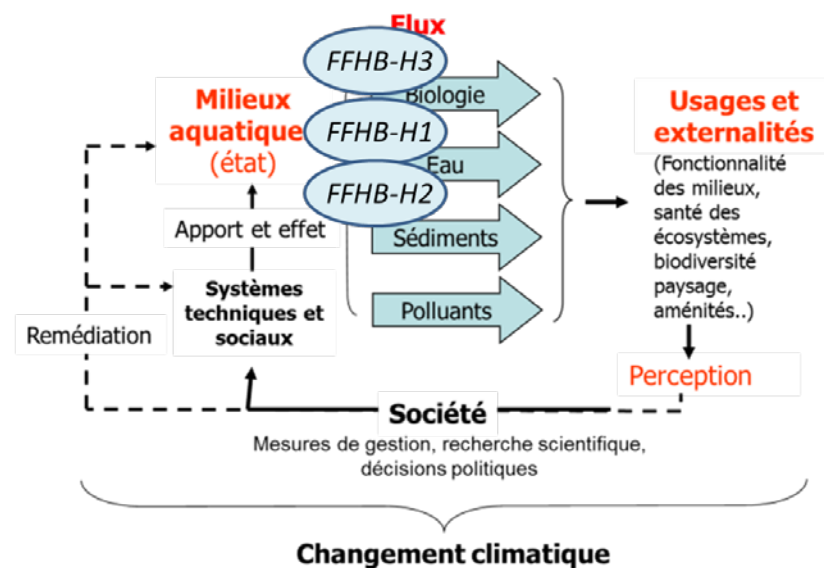 Flux
FFHB-H3
Biologie
FFHB-H1
Eau
FFHB-H2
Sédiments
Polluants
Milieux
aquatique
(état)
Apport et effet
Systèmes
techniques et
sociaux
Remédiation
Usages et
externalités
(Fonctionnalité
des milieux,
santé des
écosystèmes,
biodiversité
paysage,
aménités..)
Perception
Société
Mesures de gestion, recherche scientifique,
décisions politiques
Changement climatique